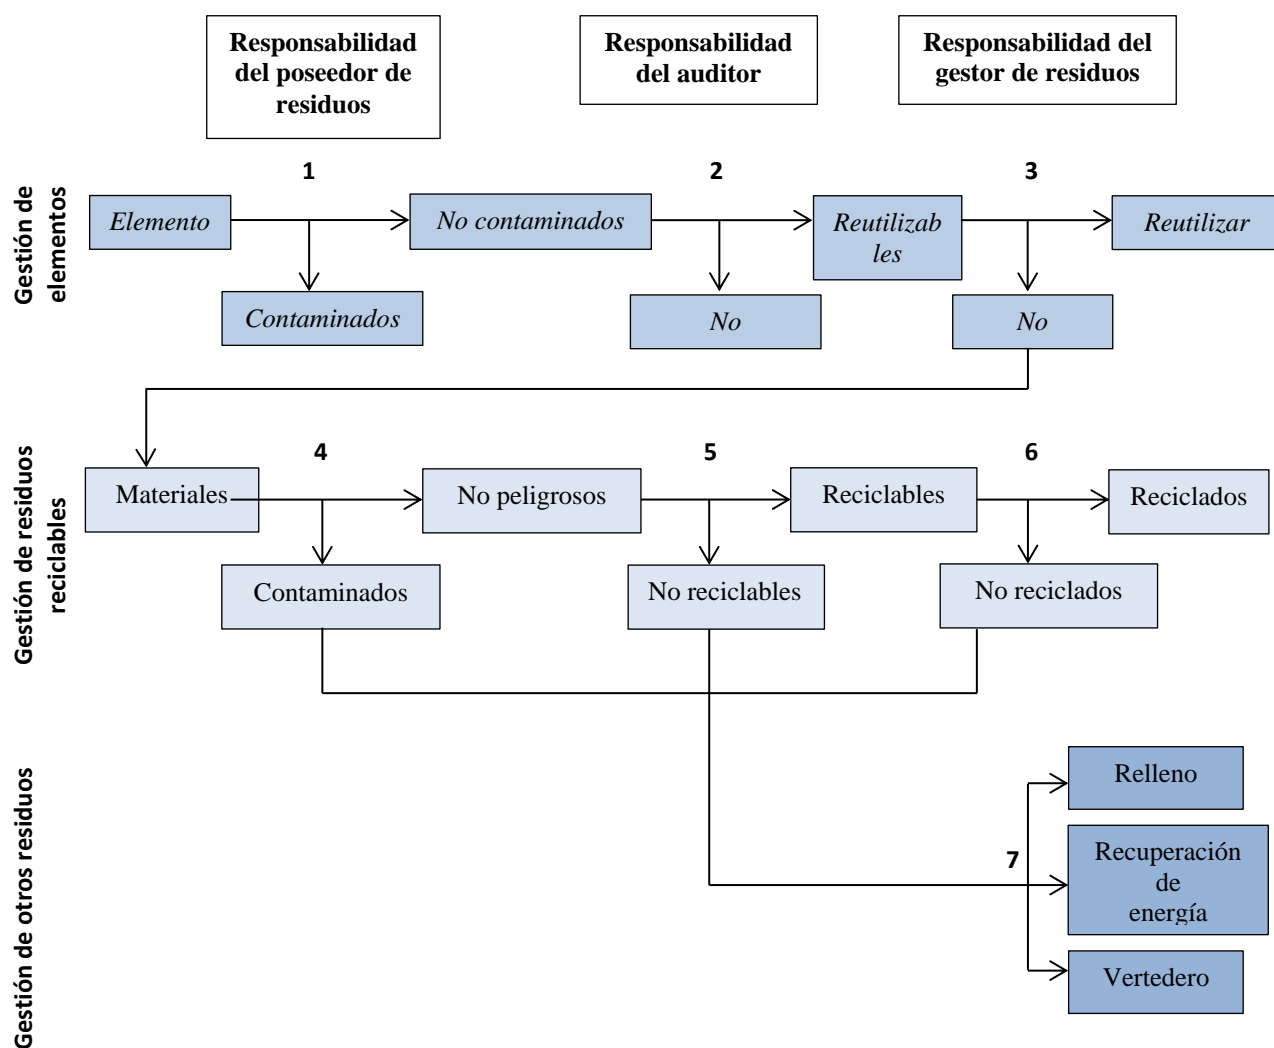 Responsabilidad
del poseedor de
residuos
Responsabilidad
del auditor
Responsabilidad del
gestor de residuos
Gestión de
elementos
1
2
3
Elemento
No contaminados
Reutilizab
les
Reutilizar
Contaminados
No
No
Gestión de residuos
reciclables
4
5
6
Materiales
No peligrosos
Reciclables
Reciclados
Contaminados
No reciclables
No reciclados
Gestión de otros residuos
7
Relleno
Recuperación
de
energía
Vertedero